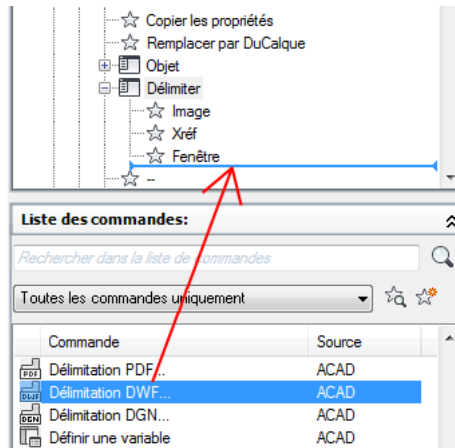 Copier les propriétés
Remplacer par DuCalque
Objet
Délimiter
Image
Xréf
Fenêtre
--
Liste des commandes:
Rechercher dans la liste de commandes
Toutes les commandes uniquement
Commande Source
PDF Délimitation PDF... ACAD
DWF Délimitation DWF... ACAD
DGN Délimitation DGN... ACAD
Définir une variable ACAD